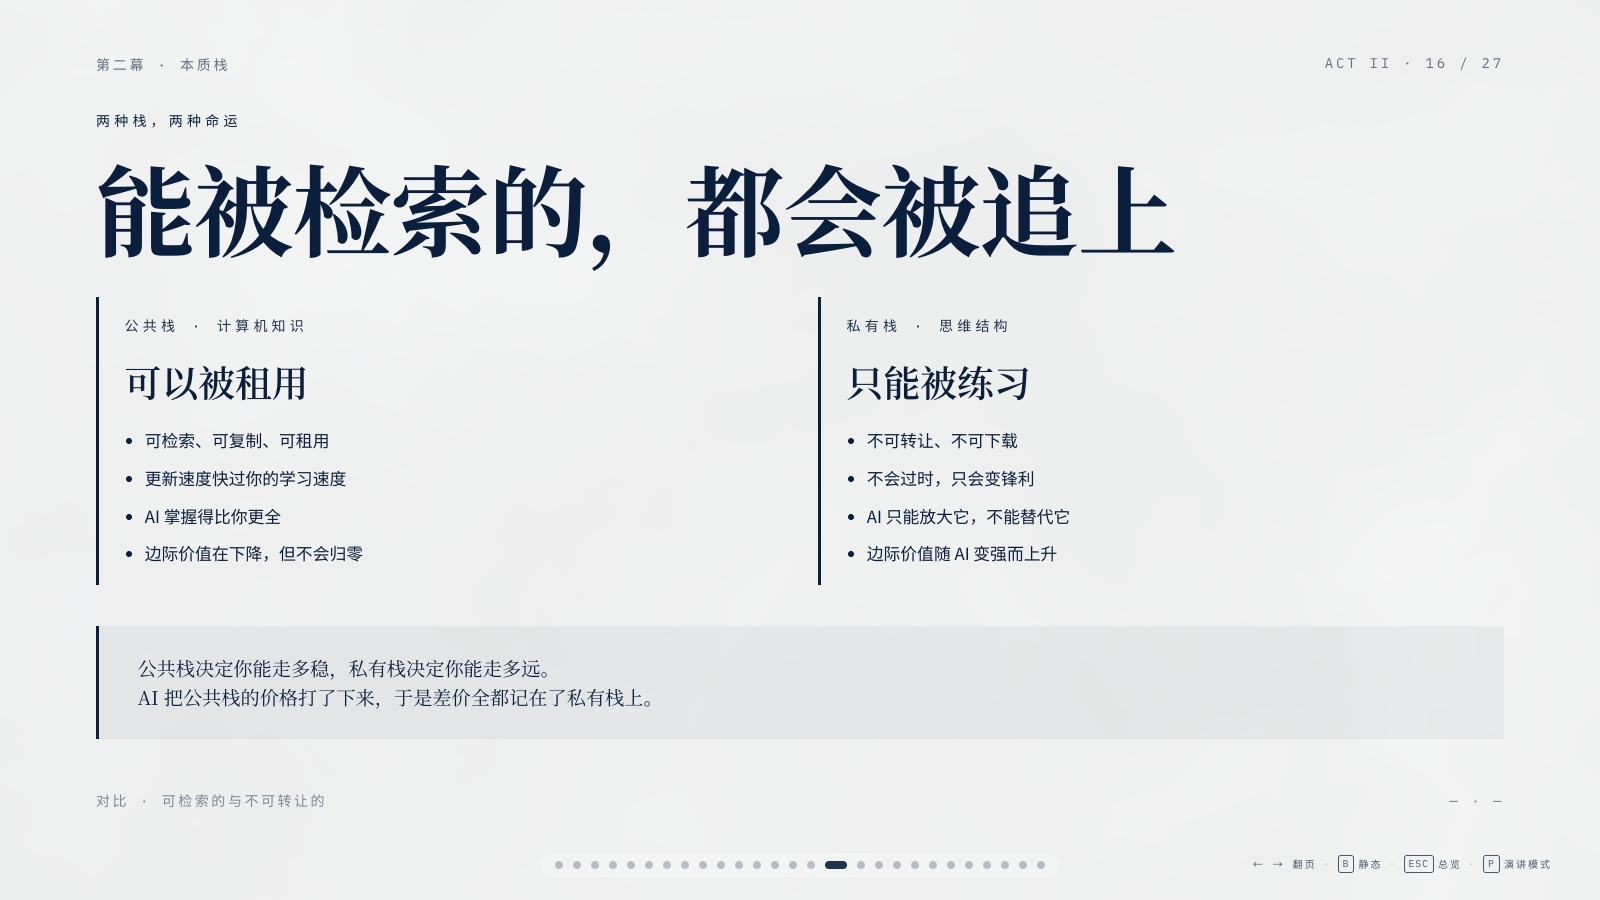 第二幕 · 本质栈
ACT II · 16 / 27
两种栈，两种命运
能被检索的，都会被追上
公共栈 · 计算机知识
可以被租用
• 可检索、可复制、可租用
• 更新速度快过你的学习速度
• AI 掌握得比你更全
• 边际价值在下降，但不会归零
私有栈 · 思维结构
只能被练习
• 不可转让、不可下载
• 不会过时，只会变锋利
• AI 只能放大它，不能替代它
• 边际价值随 AI 变强而上升
公共栈决定你能走多稳，私有栈决定你能走多远。
AI 把公共栈的价格打了下来，于是差价全都记在了私有栈上。
对比 · 可检索的与不可转让的
— · —
← → 翻页 · B 静态 · ESC 总览 · P 演讲模式